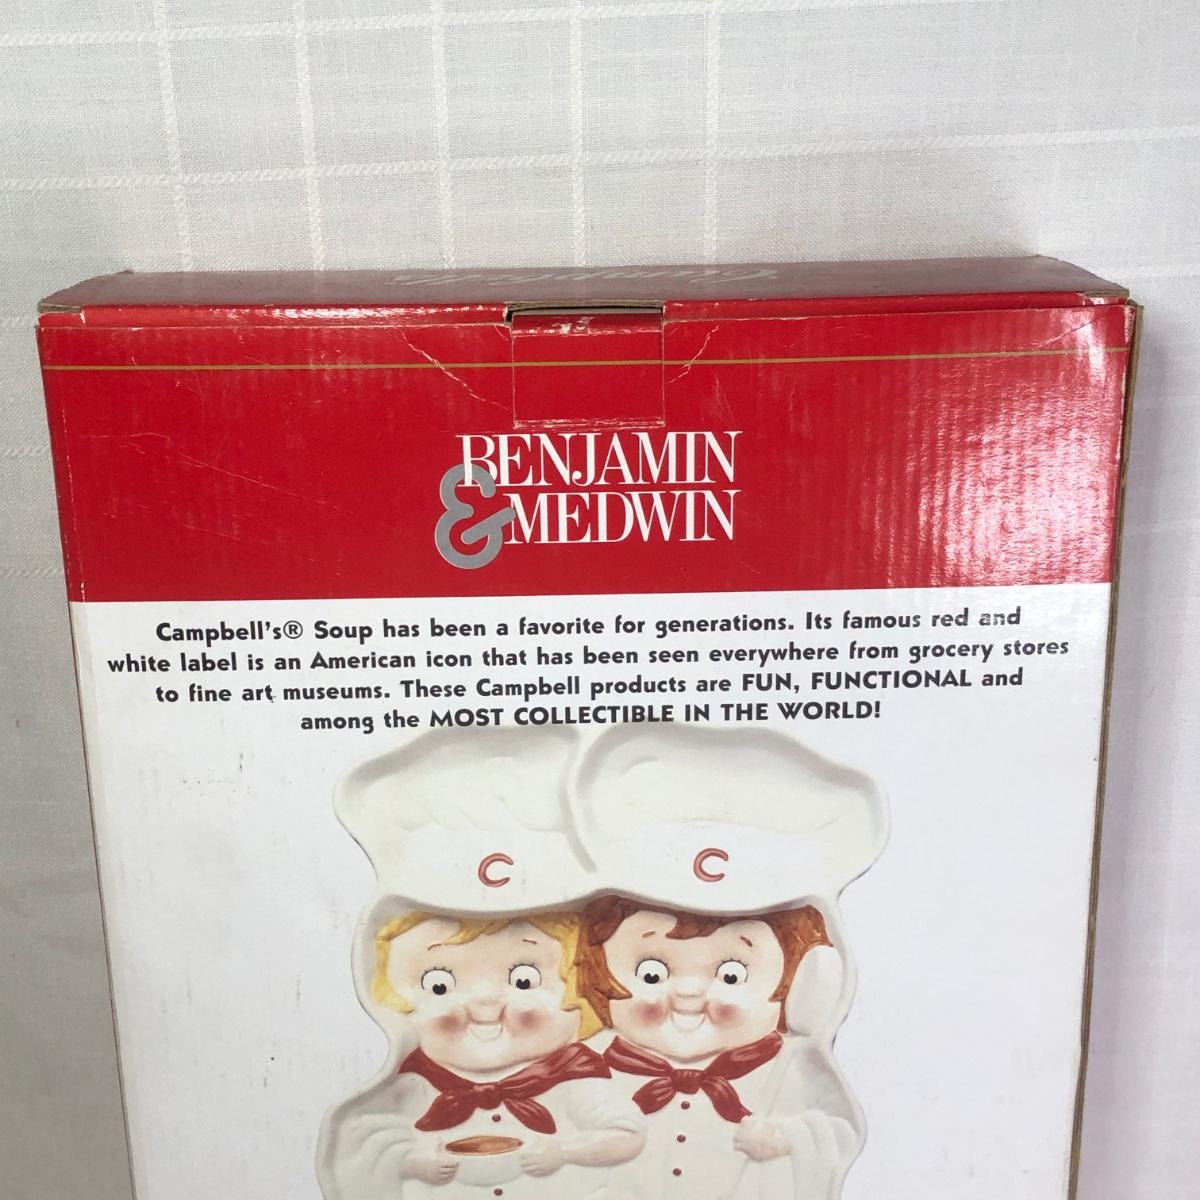 Campbell's
BENJAMIN
& MEDWIN
Campbell's® Soup has been a favorite for generations. Its famous red and
white label is an American icon that has been seen everywhere from grocery stores
to fine art museums. These Campbell products are FUN, FUNCTIONAL and
among the MOST COLLECTIBLE IN THE WORLD!
C C